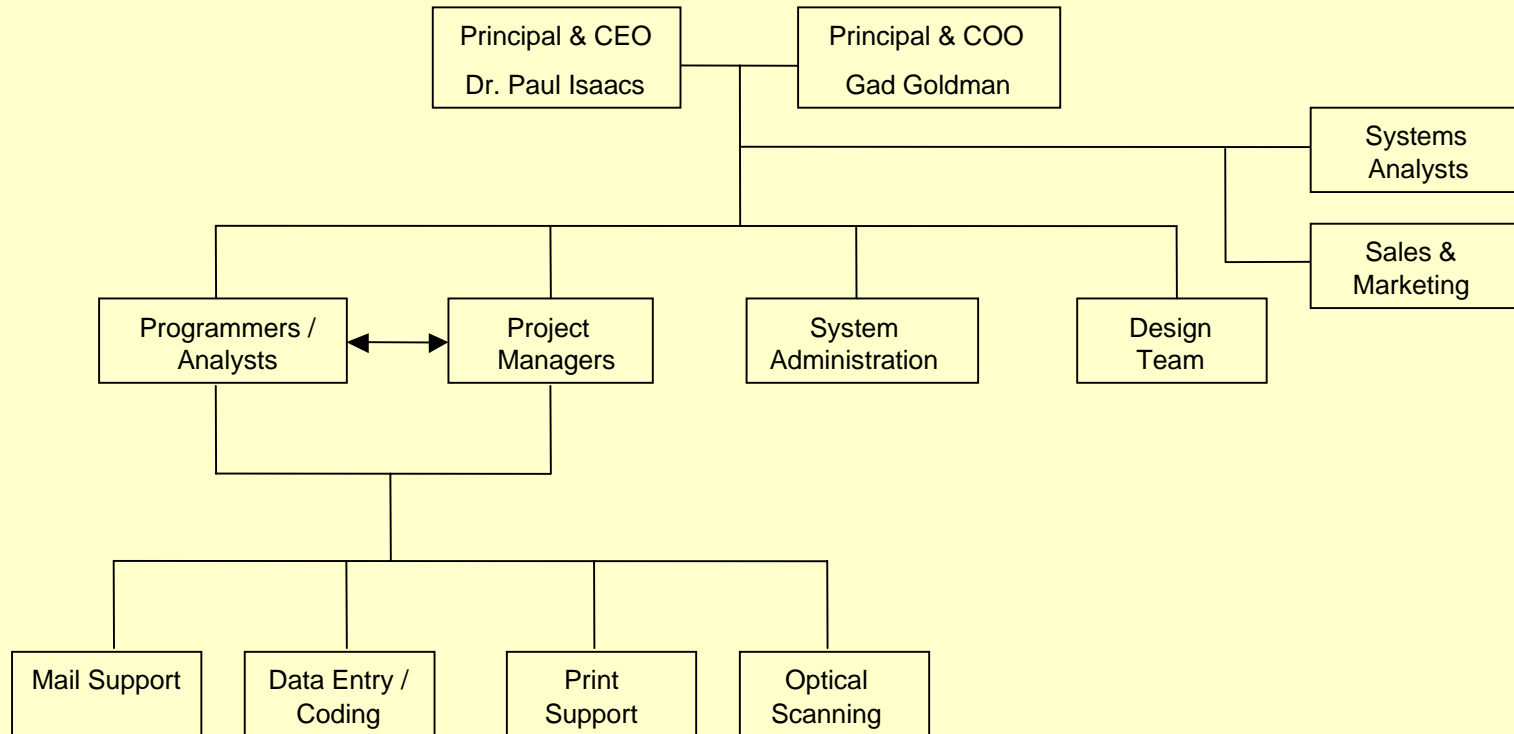 Principal & CEO
Dr. Paul Isaacs
Principal & COO
Gad Goldman
Systems
Analysts
Sales &
Marketing
Programmers /
Analysts
Project
Managers
System
Administration
Design
Team
Mail Support
Data Entry /
Coding
Print
Support
Optical
Scanning